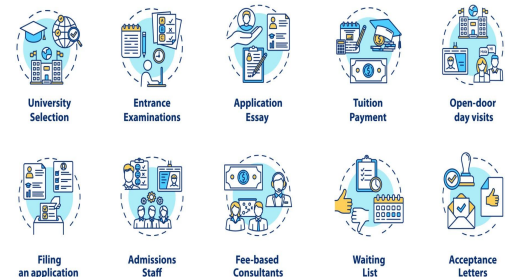 University
Selection
Entrance
Examinations
Application
Essay
Tuition
Payment
Open-door
day visits
Filing
an application
Admissions
Staff
Fee-based
Consultants
Waiting
List
Acceptance
Letters